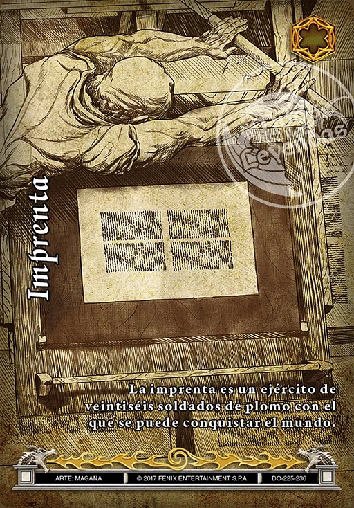 Imprenta
La imprenta es un ejército de
veintiséis soldados de plomo con el
que se puede conquistar el mundo.
ARTE: MAGAÑA
© 2017 FENIX ENTERTAINMENT S.P.A.